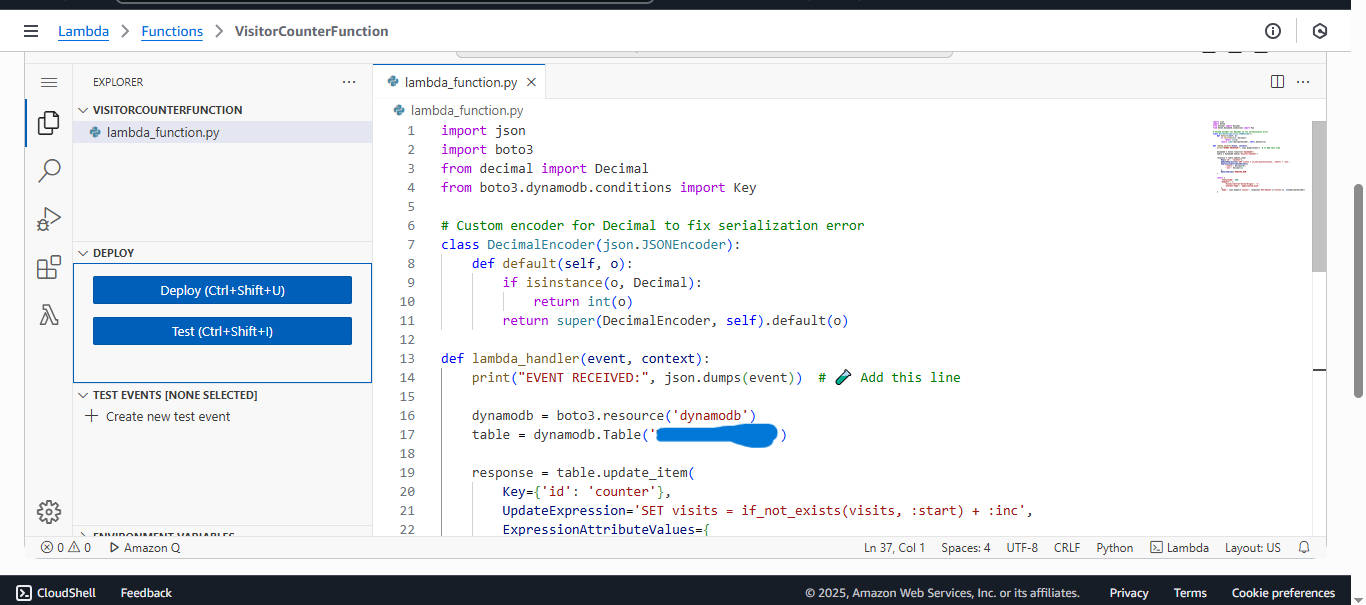 Lambda > Functions > VisitorCounterFunction
EXPLORER ...
VISITORCOUNTERFUNCTION
lambda_function.py
DEPLOY
Deploy (Ctrl+Shift+U)
Test (Ctrl+Shift+I)
TEST EVENTS [NONE SELECTED]
+ Create new test event
ENVIRONMENT VARIABLES
lambda_function.py
lambda_function.py
1 import json
2 import boto3
3 from decimal import Decimal
4 from boto3.dynamodb.conditions import Key
5
6 # Custom encoder for Decimal to fix serialization error
7 class DecimalEncoder(json.JSONEncoder):
8 def default(self, o):
9 if isinstance(o, Decimal):
10 return int(o)
11 return super(DecimalEncoder, self).default(o)
12
13 def lambda_handler(event, context):
14 print("EVENT RECEIVED:", json.dumps(event)) # 🧪 Add this line
15
16 dynamodb = boto3.resource('dynamodb')
17 table = dynamodb.Table(' )
18
19 response = table.update_item(
20 Key={'id': 'counter'},
21 UpdateExpression='SET visits = if_not_exists(visits, :start) + :inc',
22 ExpressionAttributeValues={
0 0 Amazon Q Ln 37, Col 1 Spaces: 4 UTF-8 CRLF Python Lambda Layout: US
CloudShell Feedback © 2025, Amazon Web Services, Inc. or its affiliates. Privacy Terms Cookie preferences